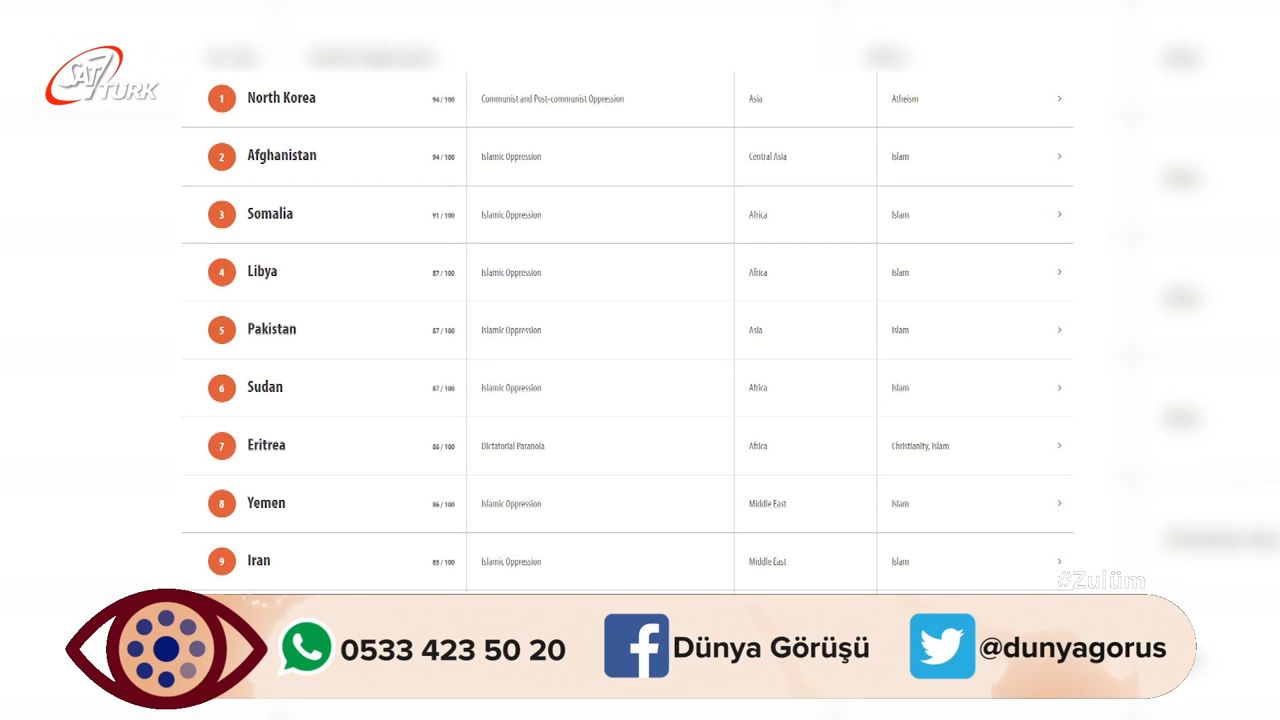 SAT 7 TURK
1 North Korea 94 / 100 Communist and Post-communist Oppression Asia Atheism
2 Afghanistan 94 / 100 Islamic Oppression Central Asia Islam
3 Somalia 91 / 100 Islamic Oppression Africa Islam
4 Libya 87 / 100 Islamic Oppression Africa Islam
5 Pakistan 87 / 100 Islamic Oppression Asia Islam
6 Sudan 87 / 100 Islamic Oppression Africa Islam
7 Eritrea 86 / 100 Dictatorial Paranoia Africa Christianity, Islam
8 Yemen 86 / 100 Islamic Oppression Middle East Islam
9 Iran 85 / 100 Islamic Oppression Middle East Islam
#Zulüm
0533 423 50 20 Dünya Görüşü @dunyagorus